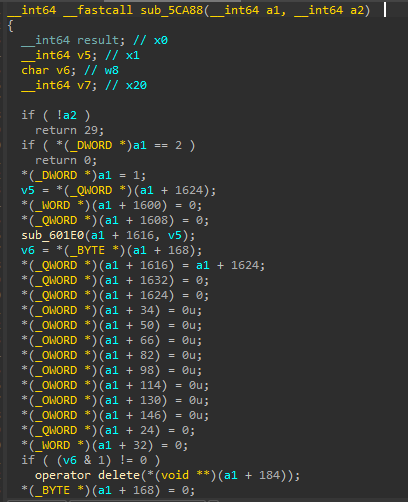 __int64 __fastcall sub_5CA88(__int64 a1, __int64 a2)
{
  __int64 result; // x0
  __int64 v5; // x1
  char v6; // w8
  __int64 v7; // x20

  if ( !a2 )
    return 29;
  if ( *(_DWORD *)a1 == 2 )
    return 0;
  *(_DWORD *)a1 = 1;
  v5 = *(_QWORD *)(a1 + 1624);
  *(_WORD *)(a1 + 1600) = 0;
  *(_QWORD *)(a1 + 1608) = 0;
  sub_601E0(a1 + 1616, v5);
  v6 = *(_BYTE *)(a1 + 168);
  *(_QWORD *)(a1 + 1616) = a1 + 1624;
  *(_QWORD *)(a1 + 1632) = 0;
  *(_QWORD *)(a1 + 1624) = 0;
  *(_OWORD *)(a1 + 34) = 0u;
  *(_OWORD *)(a1 + 50) = 0u;
  *(_OWORD *)(a1 + 66) = 0u;
  *(_OWORD *)(a1 + 82) = 0u;
  *(_OWORD *)(a1 + 98) = 0u;
  *(_OWORD *)(a1 + 114) = 0u;
  *(_OWORD *)(a1 + 130) = 0u;
  *(_OWORD *)(a1 + 146) = 0u;
  *(_QWORD *)(a1 + 24) = 0;
  *(_WORD *)(a1 + 32) = 0;
  if ( (v6 & 1) != 0 )
    operator delete(*(void **)(a1 + 184));
  *(_BYTE *)(a1 + 168) = 0;